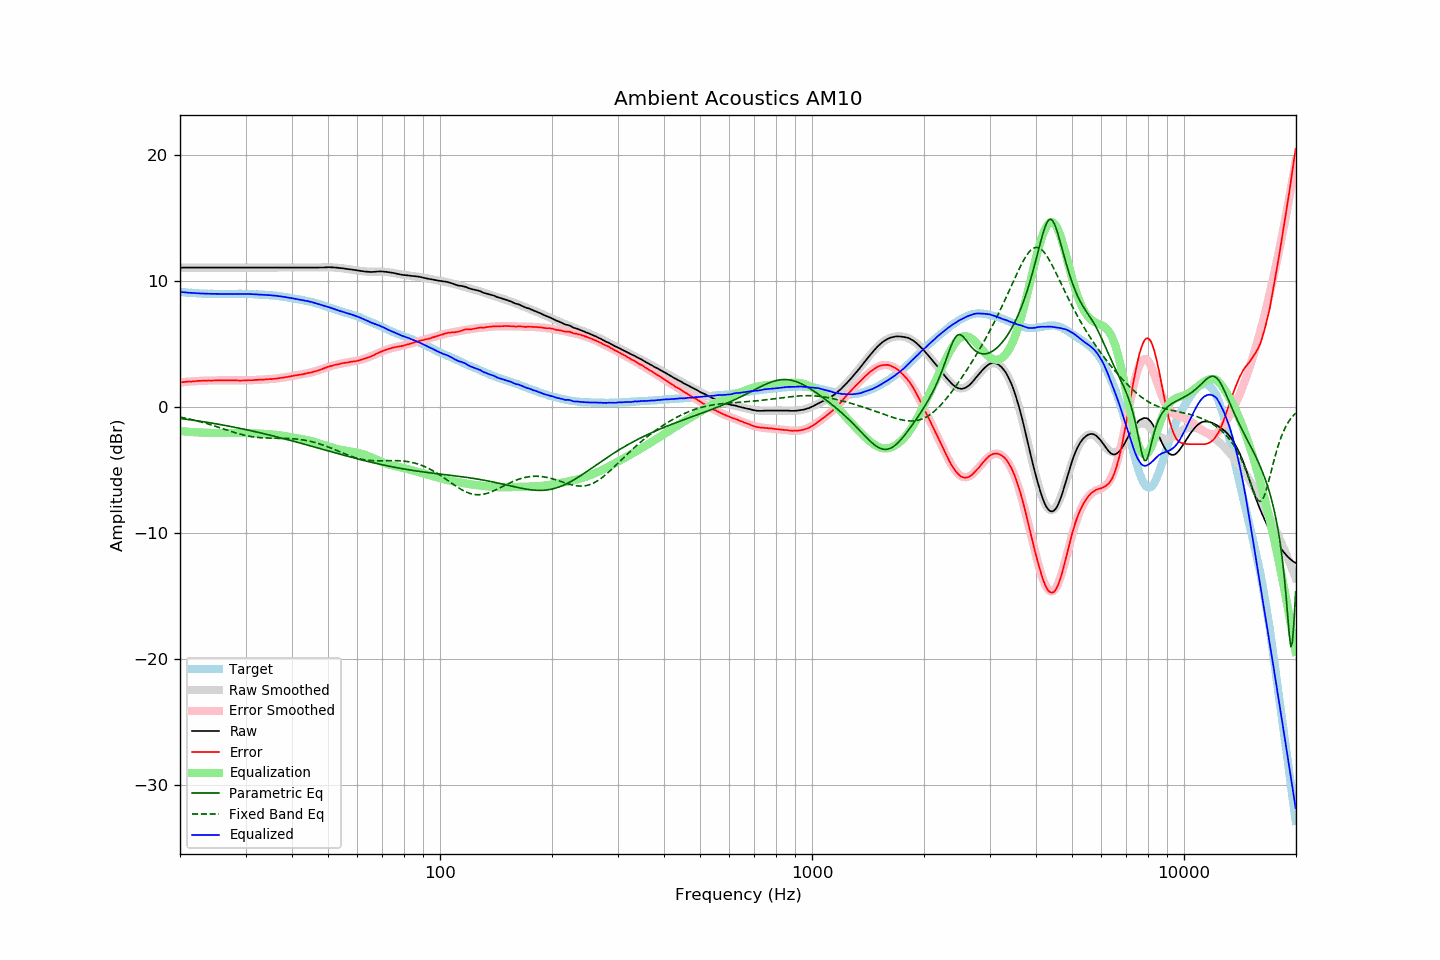 Ambient Acoustics AM10
20
10
0
−10
−20
−30
Amplitude (dBr)
Target
Raw Smoothed
Error Smoothed
Raw
Error
Equalization
Parametric Eq
Fixed Band Eq
Equalized
100
1000
10000
Frequency (Hz)